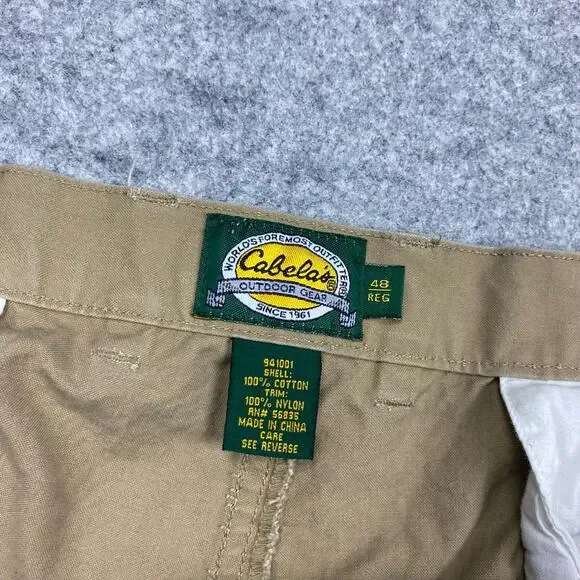 WORLD'S FOREMOST OUTFITTER®
Cabela's®
OUTDOOR GEAR
SINCE 1961
48
REG
941001
SHELL:
100% COTTON
TRIM:
100% NYLON
RN# 56835
MADE IN CHINA
CARE
SEE REVERSE